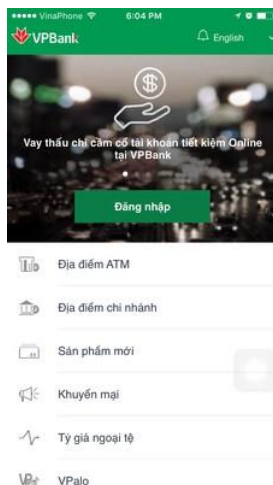 VinaPhone 6:04 PM
VPBank English
Vay thấu chi cầm cố tài khoản tiết kiệm Online
tại VPBank
Đăng nhập
Địa điểm ATM
Địa điểm chi nhánh
Sản phẩm mới
Khuyến mại
Tỷ giá ngoại tệ
VPalo